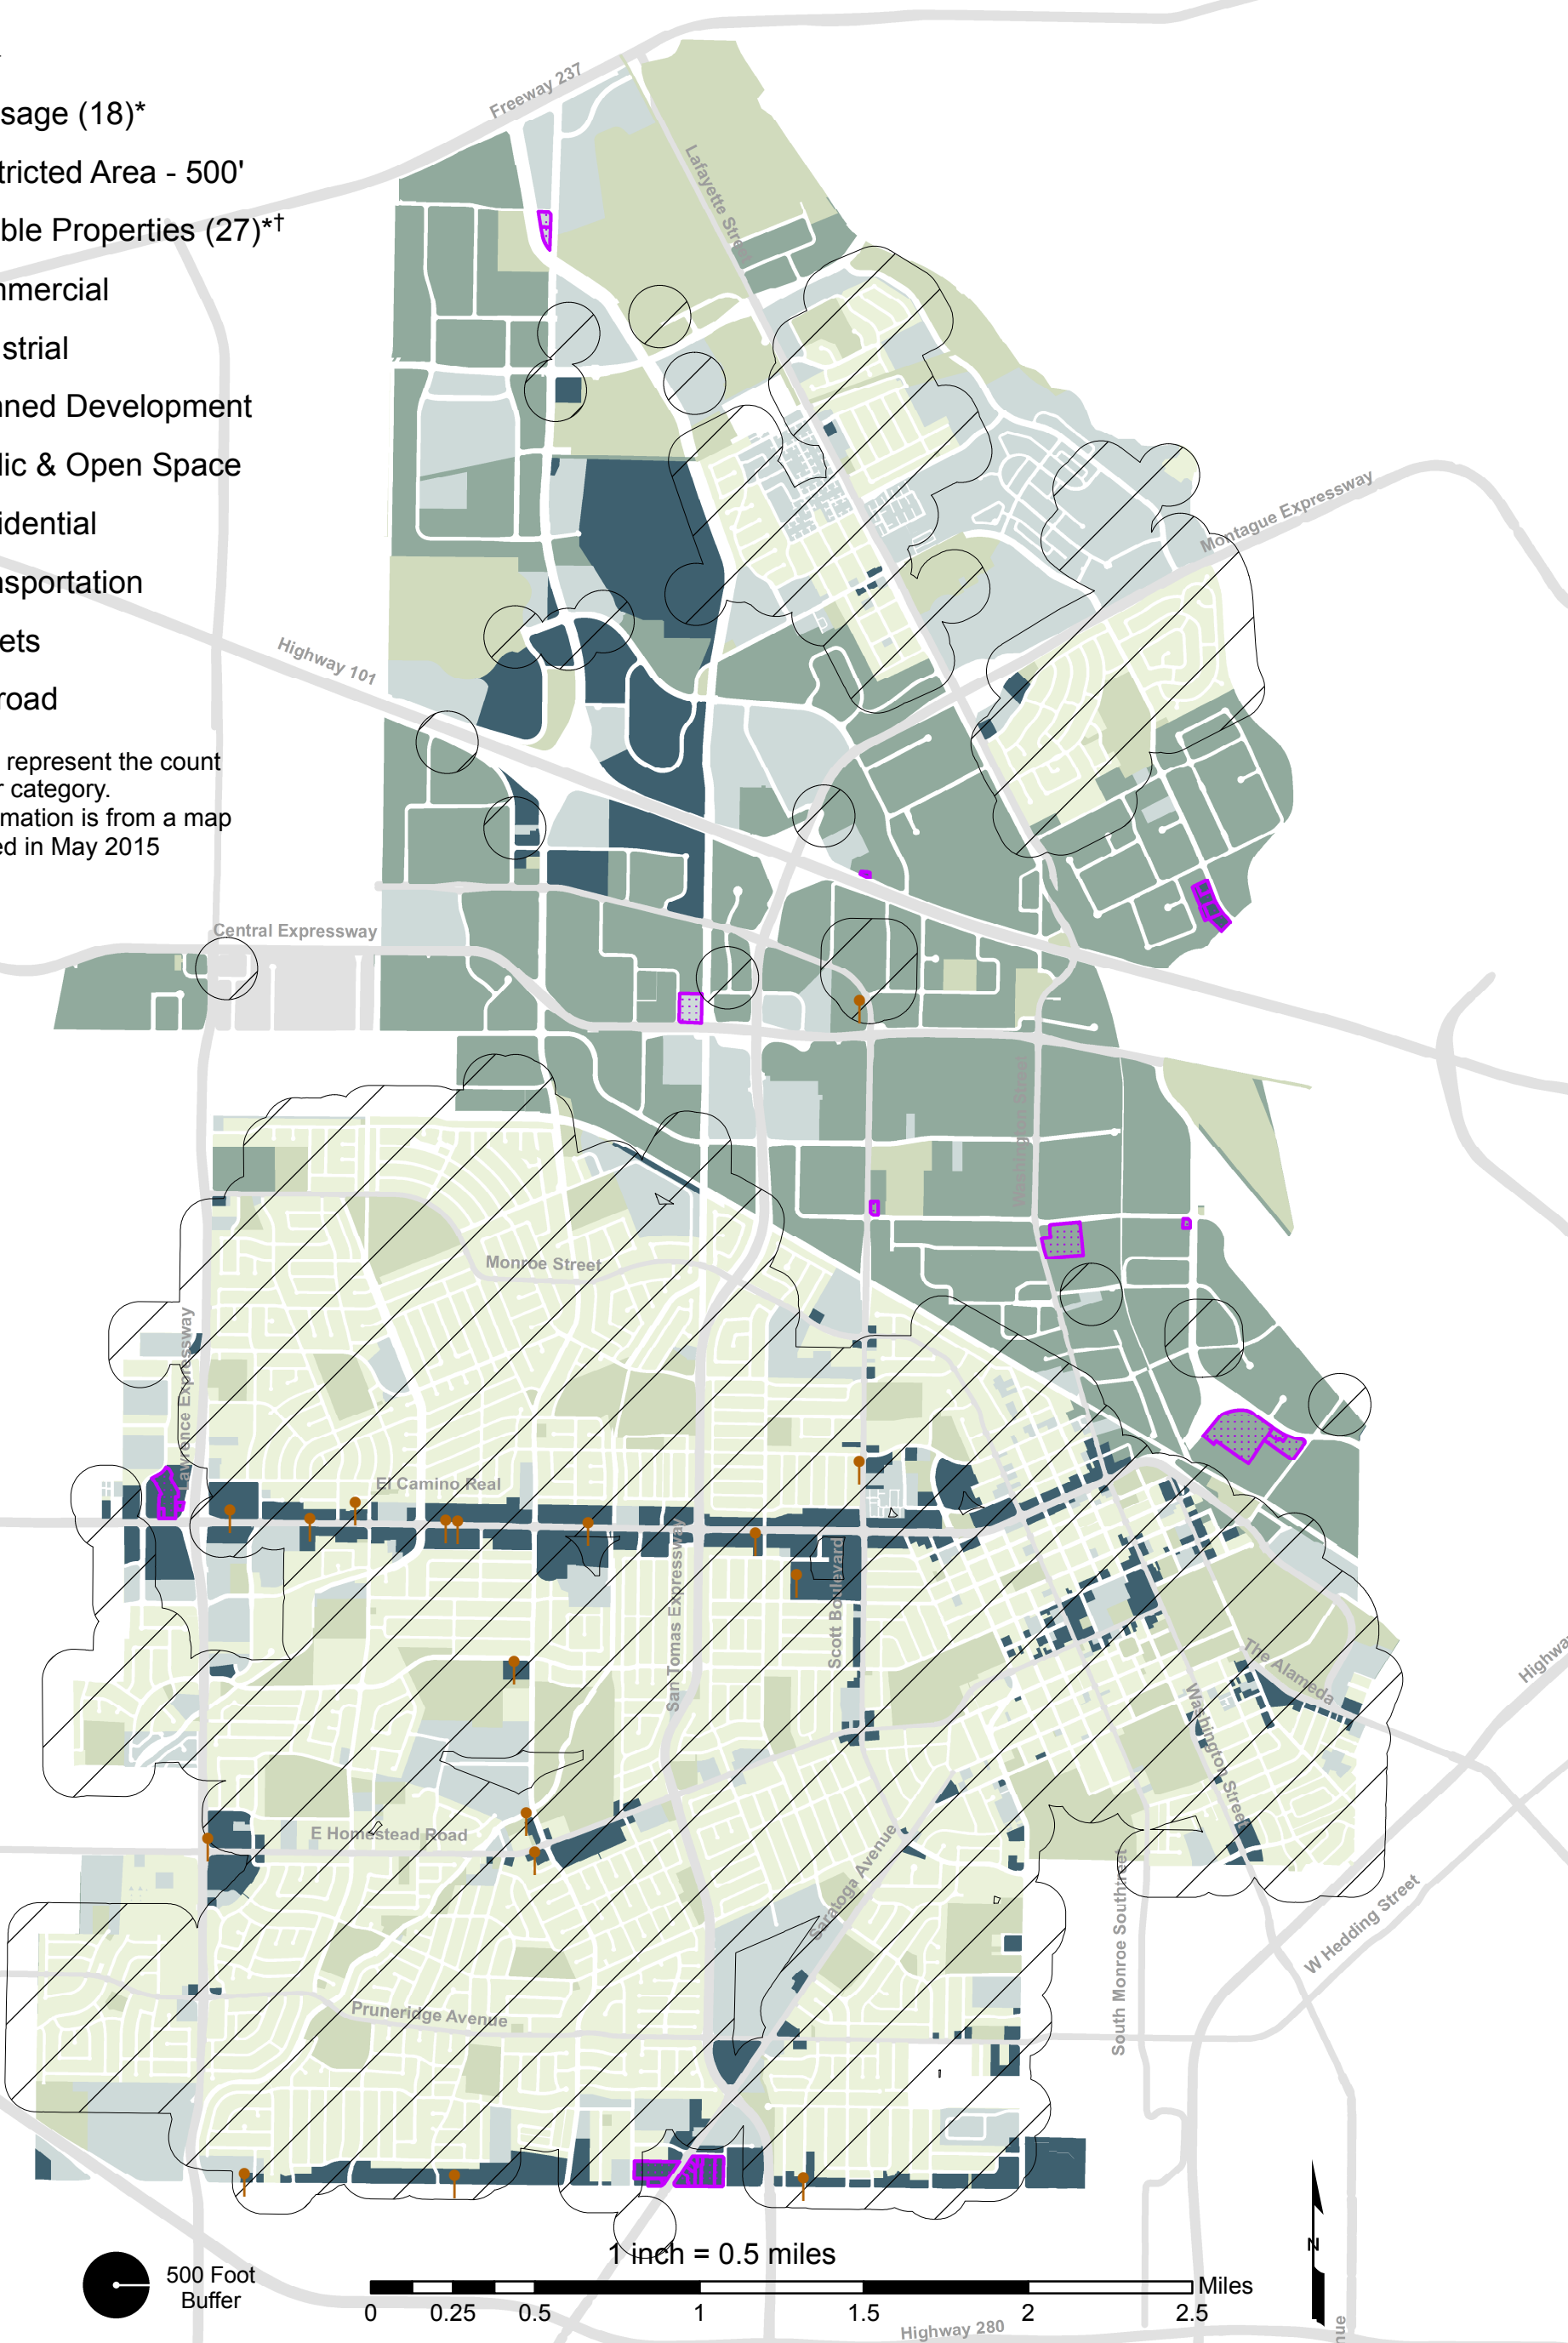 sage (18)*
tricted Area - 500'
ble Properties (27)*†
nmercial
strial
nned Development
lic & Open Space
idential
nsportation
ets
road
represent the count
r category.
mation is from a map
ed in May 2015
Freeway 237
Lafayette Street
Montague Expressway
Highway 101
Central Expressway
Washington Street
Monroe Street
Lawrence Expressway
El Camino Real
San Tomas Expressway
Scott Boulevard
The Alameda
Highwa
Washington Street
E Homestead Road
Saratoga Avenue
South Monroe Southtreet
W Hedding Street
Pruneridge Avenue
1 inch = 0.5 miles
500 Foot
Buffer
Miles
0 0.25 0.5 1 1.5 2 2.5
N
Highway 280
nue